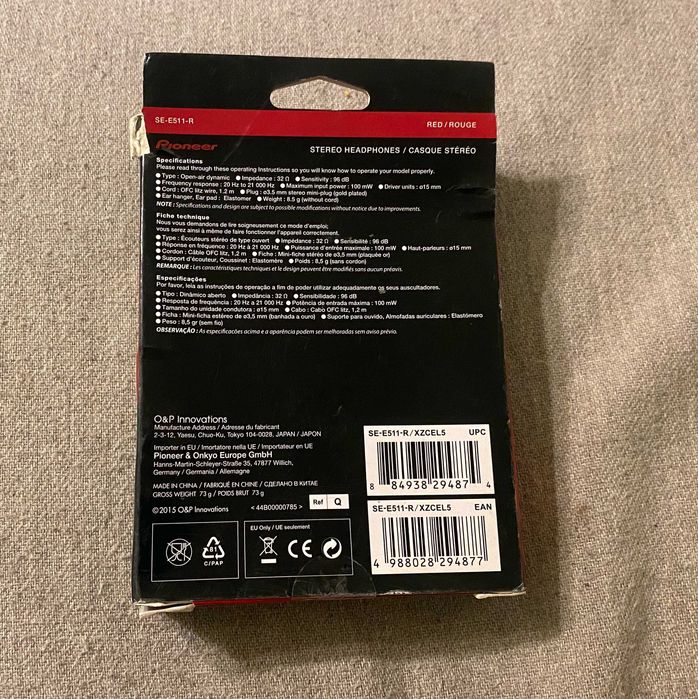 SE-E511-R RED / ROUGE
Pioneer STEREO HEADPHONES / CASQUE STÉRÉO
Specifications
Please read through these operating Instructions so you will know how to operate your model properly.
● Type : Open-air dynamic ● Impedance : 32 Ω ● Sensitivity : 96 dB
● Frequency response : 20 Hz to 21 000 Hz ● Maximum input power : 100 mW ● Driver units : ø15 mm
● Cord : OFC litz wire, 1.2 m ● Plug : ø3.5 mm stereo mini-plug (gold plated)
● Ear hanger, Ear pad : Elastomer ● Weight : 8.5 g (without cord)
NOTE : Specifications and design are subject to possible modifications without notice due to improvements.
Fiche technique
Nous vous demandons de lire soigneusement ce mode d'emploi;
vous serez ainsi à même de faire fonctionner l'appareil correctement.
● Type : Écouteurs stéréo de type ouvert ● Impédance : 32 Ω ● Sensibilité : 96 dB
● Réponse en fréquence : 20 Hz à 21 000 Hz ● Puissance d'entrée maximale : 100 mW ● Haut-parleurs : ø15 mm
● Cordon : Câble OFC litz, 1,2 m ● Fiche : Mini-fiche stéréo de ø3,5 mm (plaquée or)
● Support d'écouteur, Coussinet : Elastomère ● Poids : 8,5 g (sans cordon)
REMARQUE : Les caractéristiques techniques et le design peuvent être modifiés sans aucun préavis.
Especificações
Por favor, leia as instruções de operação a fim de poder utilizar adequadamente os seus auscultadores.
● Tipo : Dinâmico aberto ● Impedância : 32 Ω ● Sensibilidade : 96 dB
● Resposta de frequência : 20 Hz à 21 000 Hz ● Potência de entrada máxima : 100 mW
● Tamanho do unidade condutora : ø15 mm ● Cabo : Cabo OFC litz, 1,2 m
● Ficha : Mini-ficha estéreo de ø3,5 mm (banhada a ouro) ● Suporte para ouvido, Almofadas auriculares : Elastómero
● Peso : 8,5 g (sem fio)
OBSERVAÇÃO : As especificacões acima e a aparência podem ser melhoradas sem aviso prévio.
O&P Innovations
Manufacture Address / Adresse du fabricant
2-3-12, Yaesu, Chuo-Ku, Tokyo 104-0028, JAPAN / JAPON
Importer in EU / Imortatore nella UE / Importateur en UE
Pioneer & Onkyo Europe GmbH
Hanns-Martin-Schleyer-Straße 35, 47877 Willich,
Germany / Germania / Allemagne
MADE IN CHINA / FABRIQUÉ EN CHINE / СДЕЛАНО В КИТАЕ
GROSS WEIGHT 73 g / POIDS BRUT 73 g
©2015 O&P Innovations < 44B00000785 > Ref Q
81
C/PAP
EU Only / UE seulement
CE
SE-E511-R/XZCEL5 UPC
8 84938 29487 4
SE-E511-R/XZCEL5 EAN
4 988028 294877